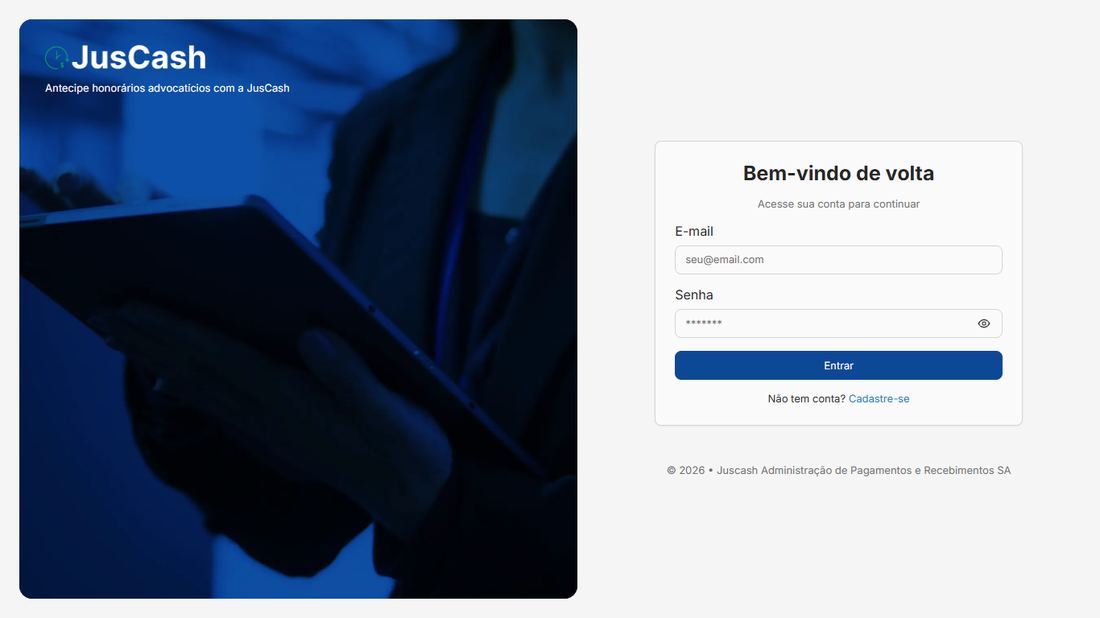 JusCash
Antecipe honorários advocatícios com a JusCash
Bem-vindo de volta
Acesse sua conta para continuar
E-mail
seu@email.com
Senha
*******
Entrar
Não tem conta? Cadastre-se
© 2026 • Juscash Administração de Pagamentos e Recebimentos SA